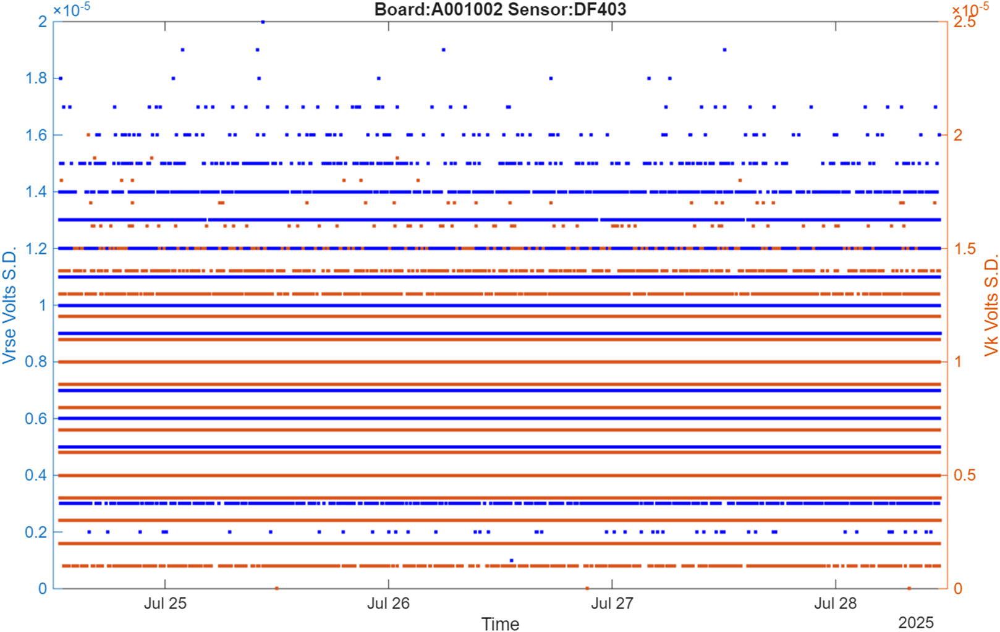 Board:A001002 Sensor:DF403
×10-5
×10-5
2
1.8
1.6
1.4
1.2
1
0.8
0.6
0.4
0.2
0
2.5
2
1.5
1
0.5
0
Vrse Volts S.D.
Vk Volts S.D.
Jul 25
Jul 26
Jul 27
Jul 28
Time
2025